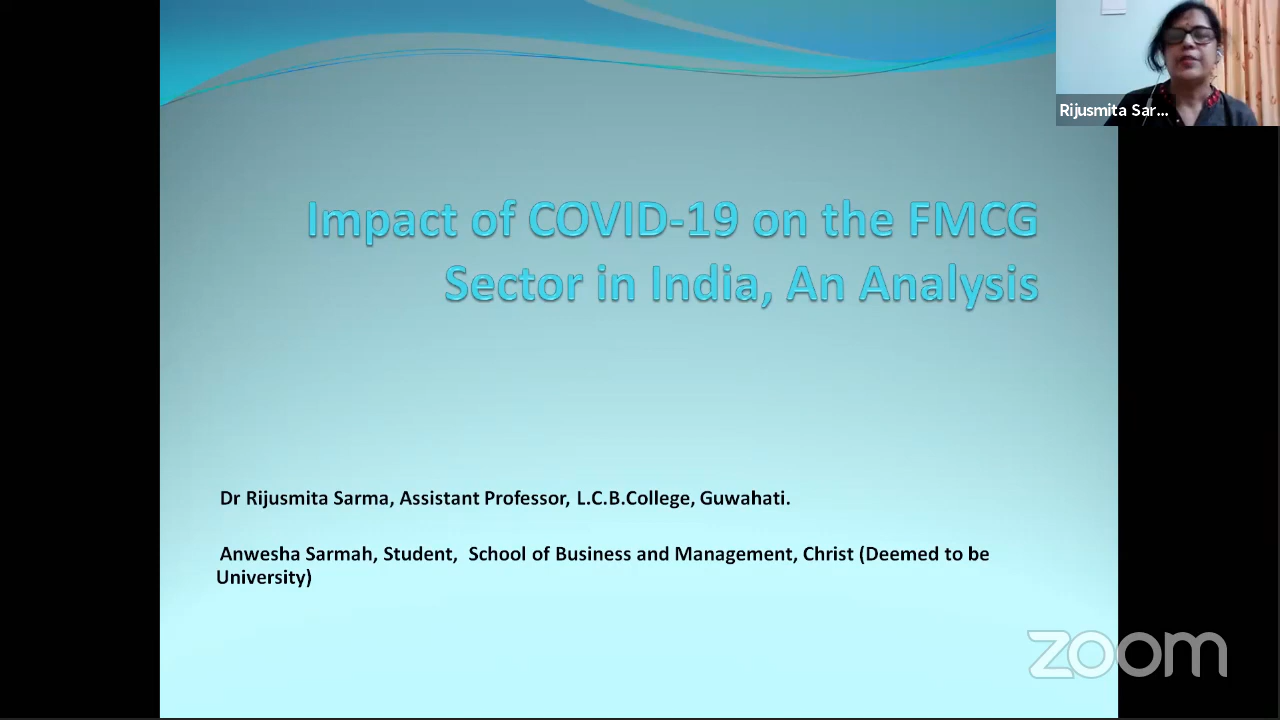 Rijusmita Sar...
Impact of COVID-19 on the FMCG
Sector in India, An Analysis
Dr Rijusmita Sarma, Assistant Professor, L.C.B.College, Guwahati.
Anwesha Sarmah, Student, School of Business and Management, Christ (Deemed to be
University)
zoom